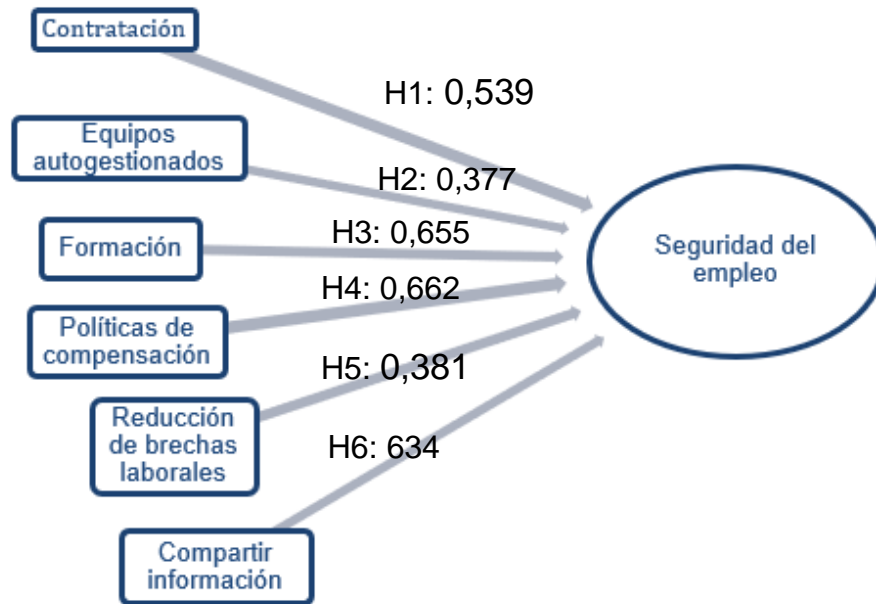 Contratación
H1: 0,539
Equipos
autogestionados
H2: 0,377
Formación
H3: 0,655
H4: 0,662
Políticas de
compensación
H5: 0,381
Reducción
de brechas
laborales
H6: 634
Compartir
información
Seguridad del
empleo